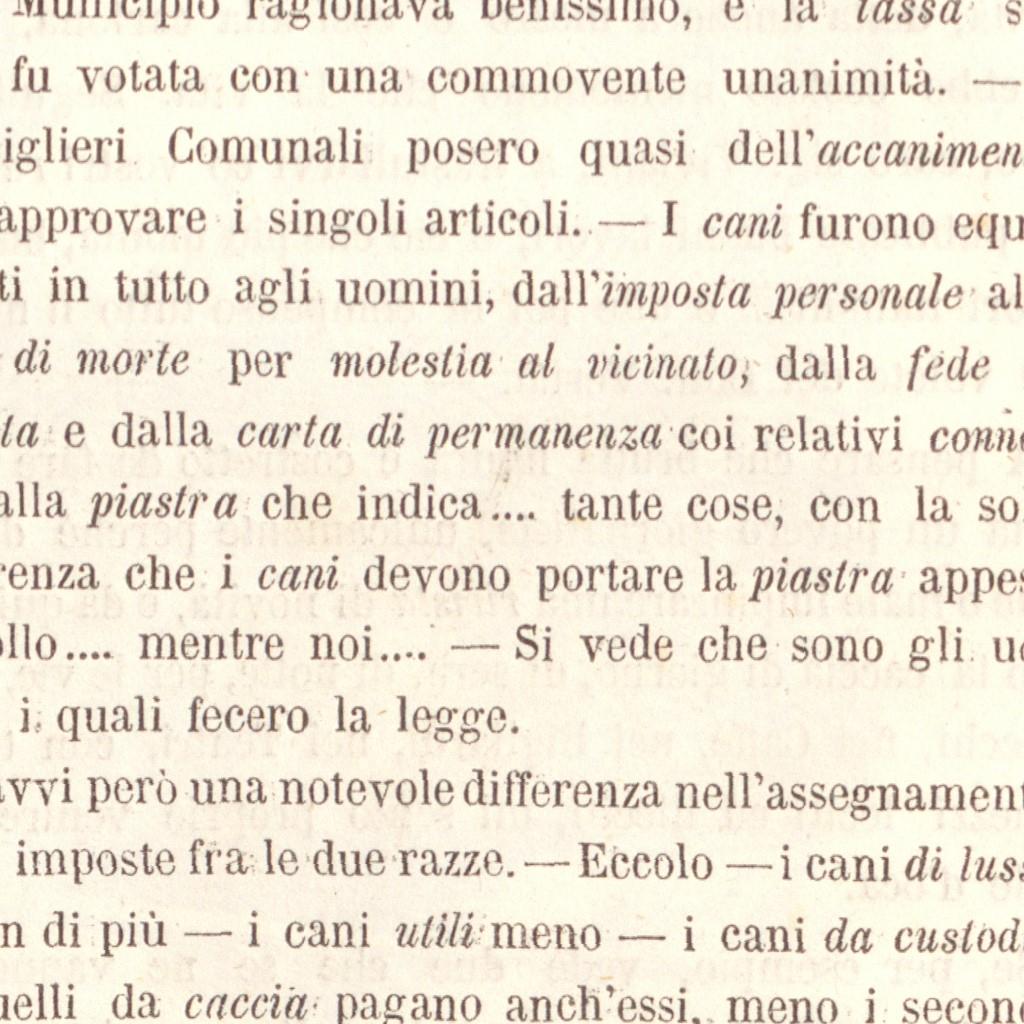 Municipio ragionava benissimo, e la tassa s
fu votata con una commovente unanimità. —
iglieri Comunali posero quasi dell'accanimen
approvare i singoli articoli. — I cani furono equ
ti in tutto agli uomini, dall'imposta personale al
di morte per molestia al vicinato, dalla fede
ta e dalla carta di permanenza coi relativi conne
alla piastra che indica.... tante cose, con la so
renza che i cani devono portare la piastra appes
ollo.... mentre noi.... — Si vede che sono gli uo
i quali fecero la legge.
avvi però una notevole differenza nell'assegnament
imposte fra le due razze. — Eccolo — i cani di luss
n di più — i cani utili meno — i cani da custod
uelli da caccia pagano anch'essi, meno i secon